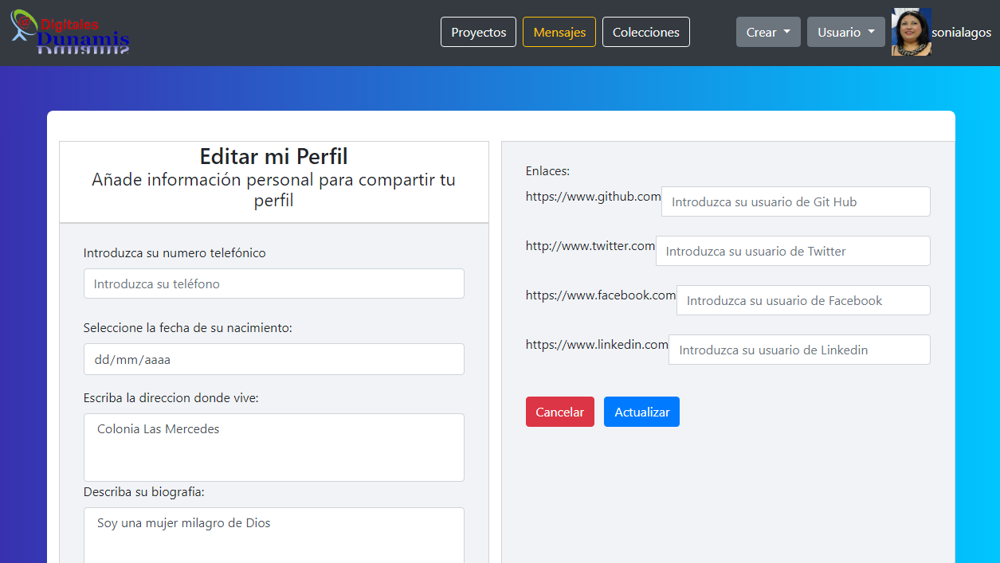 @ Digitales
Dunamis
Proyectos
Mensajes
Colecciones
Crear
Usuario
sonialagos
Editar mi Perfil
Añade información personal para compartir tu
perfil
Introduzca su numero telefónico
Introduzca su teléfono
Seleccione la fecha de su nacimiento:
dd/mm/aaaa
Escriba la direccion donde vive:
Colonia Las Mercedes
Describa su biografia:
Soy una mujer milagro de Dios
Enlaces:
https://www.github.com Introduzca su usuario de Git Hub
http://www.twitter.com Introduzca su usuario de Twitter
https://www.facebook.com Introduzca su usuario de Facebook
https://www.linkedin.com Introduzca su usuario de Linkedin
Cancelar
Actualizar